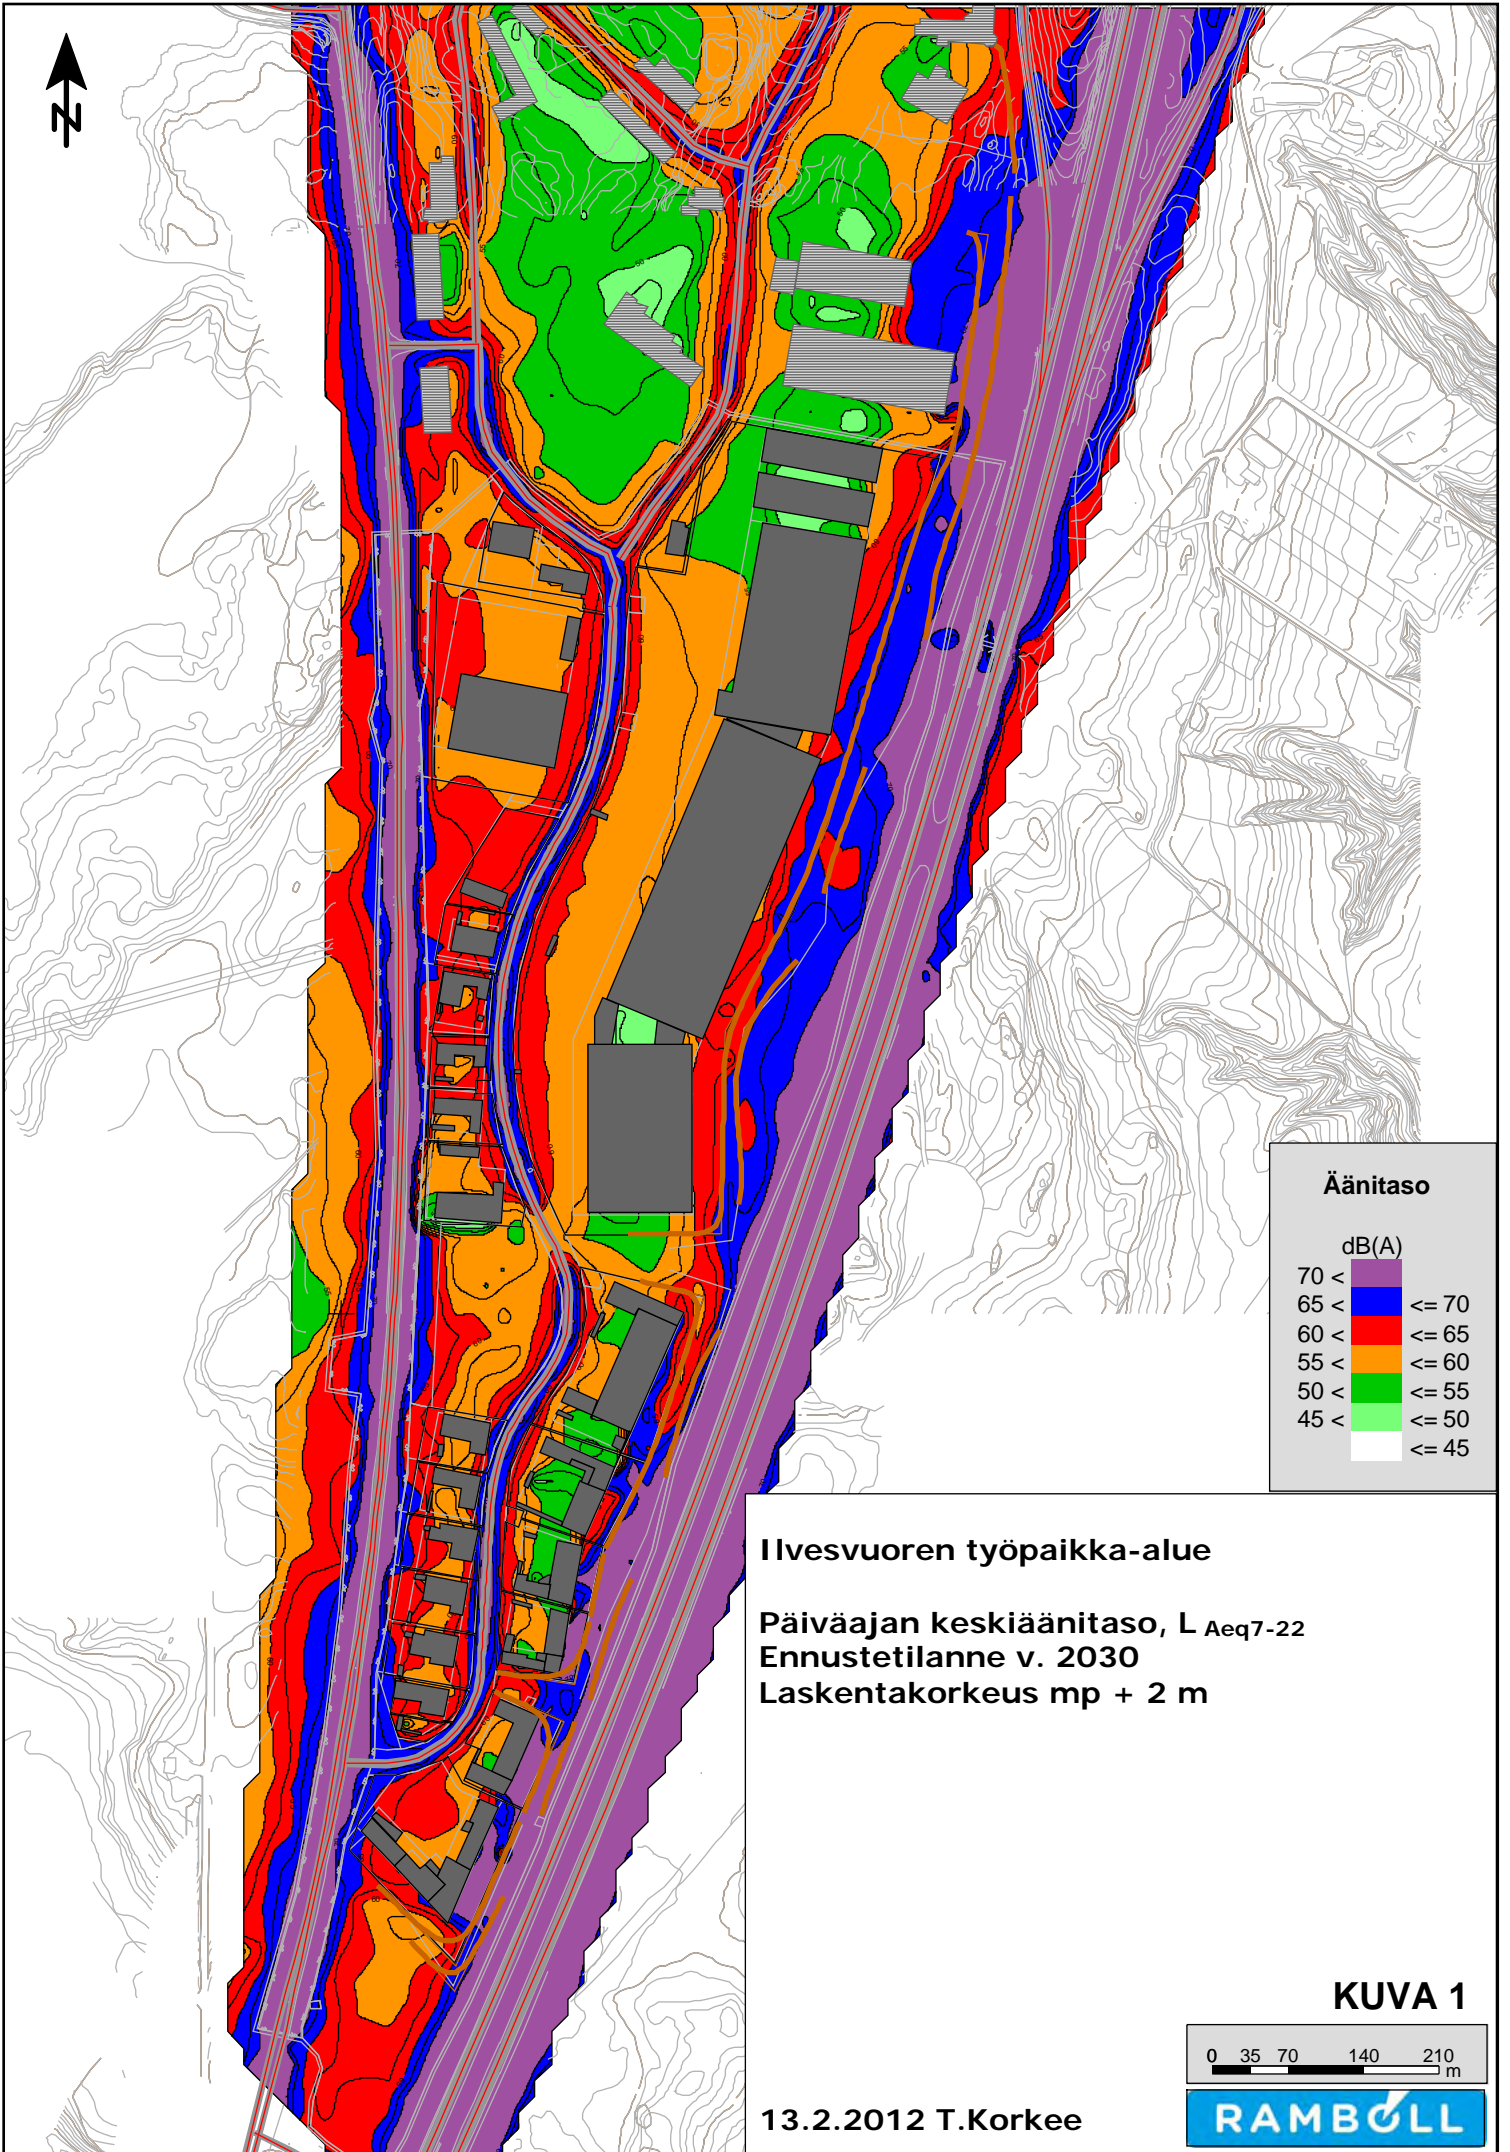 N
Äänitaso
dB(A)
70 <
65 < <= 70
60 < <= 65
55 < <= 60
50 < <= 55
45 < <= 50
<= 45
Ilvesvuoren työpaikka-alue
Päiväajan keskiäänitaso, L Aeq7-22
Ennustetilanne v. 2030
Laskentakorkeus mp + 2 m
KUVA 1
0 35 70 140 210
m
13.2.2012 T.Korkee
RAMBOLL